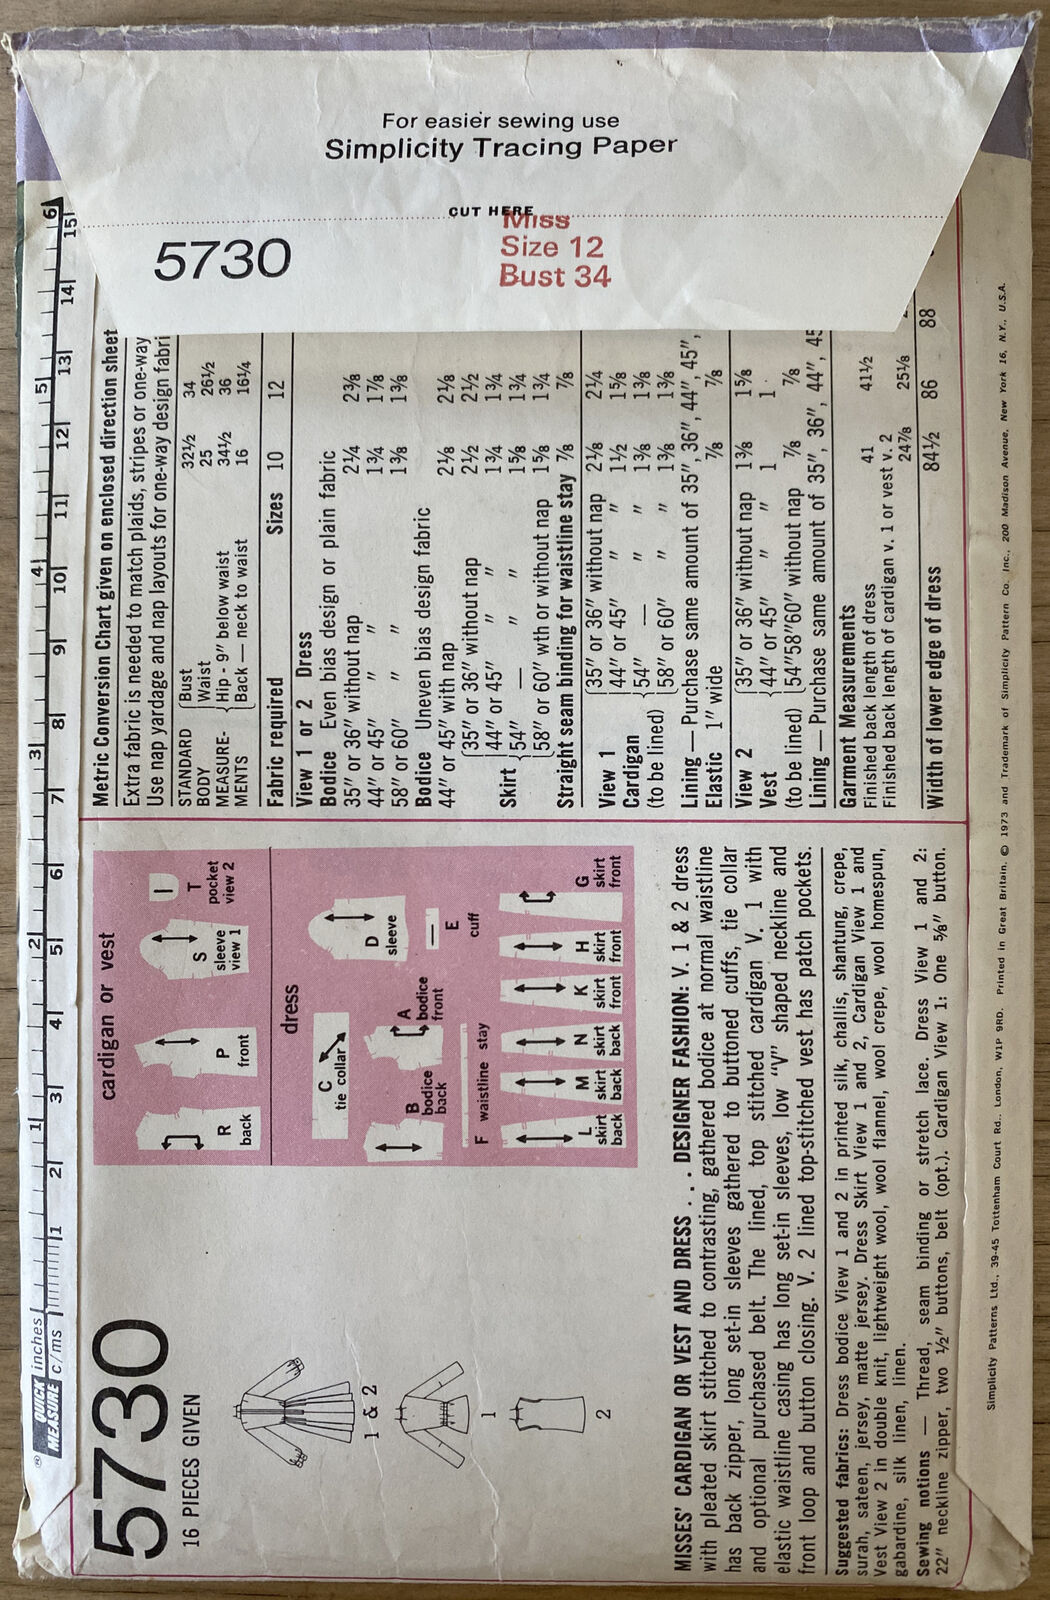 For easier sewing use
Simplicity Tracing Paper
CUT HERE
5730
Miss
Size 12
Bust 34
QUICK MEASURE inches
c/ms
1 2 3 4 5 6
1 2 3 4 5 6 7 8 9 10 11 12 13 14 15
5730
16 PIECES GIVEN
1 & 2
1
2
cardigan or vest
R back
P front
S sleeve view 1
T pocket view 2
dress
C tie collar
D sleeve
B bodice back
A bodice front
E cuff
F waistline stay
L skirt back
M skirt back
N skirt back
K skirt front
H skirt front
G skirt front
MISSES' CARDIGAN OR VEST AND DRESS . . . DESIGNER FASHION: V. 1 & 2 dress
with pleated skirt stitched to contrasting, gathered bodice at normal waistline
has back zipper, long set-in sleeves gathered to buttoned cuffs, tie collar
and optional purchased belt. The lined, top stitched cardigan V. 1 with
elastic waistline casing has long set-in sleeves, low "V" shaped neckline and
front loop and button closing. V. 2 lined top-stitched vest has patch pockets.
Suggested fabrics: Dress bodice View 1 and 2 in printed silk, challis, shantung, crepe,
surah, sateen, jersey, matte jersey. Dress Skirt View 1 and 2, Cardigan View 1 and
Vest View 2 in double knit, lightweight wool, wool flannel, wool crepe, wool homespun,
gabardine, silk linen, linen.
Sewing notions — Thread, seam binding or stretch lace. Dress View 1 and 2:
22" neckline zipper, two ½" buttons, belt (opt.). Cardigan View 1: One ⅝" button.
Metric Conversion Chart given on enclosed direction sheet
Extra fabric is needed to match plaids, stripes or one-way
Use nap yardage and nap layouts for one-way design fabri
STANDARD BODY MEASUREMENTS
Bust 32½ 34
Waist 25 26½
Hip - 9" below waist 34½ 36
Back — neck to waist 16 16¼
Fabric required Sizes 10 12
View 1 or 2 Dress
Bodice Even bias design or plain fabric
35" or 36" without nap 2¼ 2⅜
44" or 45" " " 1¾ 1⅞
58" or 60" " " 1⅜ 1⅜
Bodice Uneven bias design fabric
44" or 45" with nap 2⅛ 2⅛
Skirt
35" or 36" without nap 2½ 2½
44" or 45" " " 1¾ 1¾
54" — " " 1⅝ 1¾
58" or 60" wth or without nap 1⅝ 1¾
Straight seam binding for waistline stay ⅞ ⅞
View 1
Cardigan
(to be lined)
35" or 36" without nap 2⅛ 2¼
44" or 45" " " 1½ 1⅝
54" — " " 1⅜ 1⅜
58" or 60" " " 1⅜ 1⅜
Lining — Purchase same amount of 35", 36", 44", 45",
Elastic 1" wide ⅞ ⅞
View 2
Vest
(to be lined)
35" or 36" without nap 1⅜ 1⅝
44" or 45" " " 1 1
54"58"60" without nap ⅞ ⅞
Lining — Purchase same amount of 35", 36", 44", 45
Garment Measurements
Finished back length of dress 41 41½
Finished back length of cardigan v. 1 or vest v. 2 24⅞ 25⅛
Width of lower edge of dress 84½ 86 88
Simplicity Patterns Ltd., 39-45 Tottenham Court Rd., London, W1P 9RD. Printed in Great Britain. © 1973 and Trademark of Simplicity Pattern Co. Inc., 200 Madison Avenue, New York 16, N.Y., U.S.A.